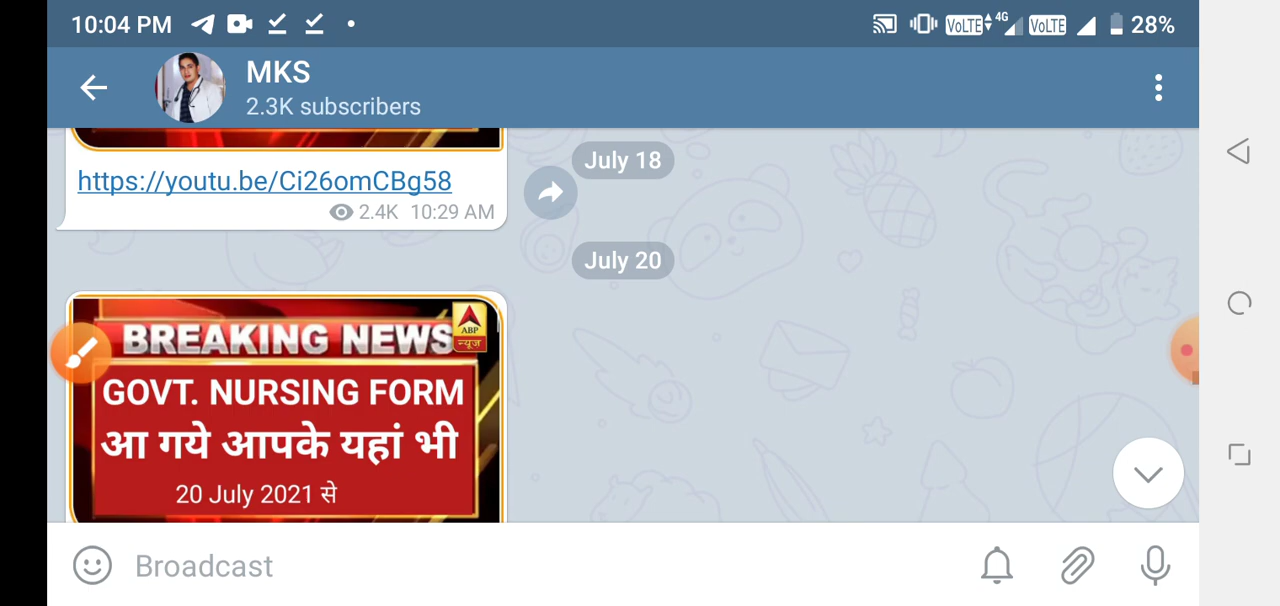 10:04 PM 4G VoLTE VoLTE 28%
MKS
2.3K subscribers
July 18
https://youtu.be/Ci26omCBg58
2.4K 10:29 AM
July 20
BREAKING NEWS
ABP
न्यूज़
GOVT. NURSING FORM
आ गये आपके यहां भी
20 July 2021 से
Broadcast